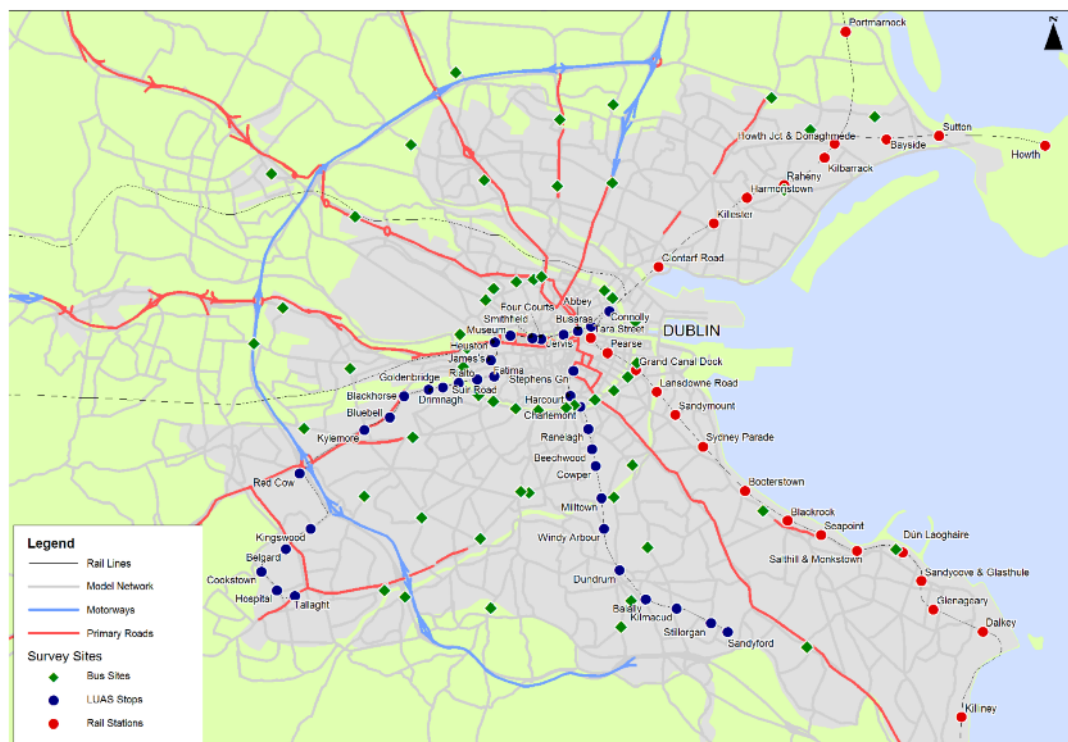 Portmarnock
N
Howth Jct & Donaghmede
Sutton
Bayside
Howth
Kilbarrack
Raheny
Harmonstown
Killester
Clontarf Road
Abbey
Four Courts
Smithfield
Busaras
Connolly
Museum
Tara Street
DUBLIN
Heuston
Jervis
Pearse
James's
Grand Canal Dock
Rialto
Fatima
Goldenbridge
Stephens Gn
Suir Road
Lansdowne Road
Blackhorse
Drimnagh
Harcourt
Sandymount
Bluebell
Charlemont
Kylemore
Ranelagh
Sydney Parade
Beechwood
Red Cow
Cowper
Booterstown
Milltown
Blackrock
Kingswood
Windy Arbour
Seapoint
Dún Laoghaire
Belgard
Salthill & Monkstown
Cookstown
Dundrum
Sandycove & Glasthule
Hospital
Tallaght
Balally
Glenageary
Kilmacud
Dalkey
Stillorgan
Sandyford
Killiney
Legend
Rail Lines
Model Network
Motorways
Primary Roads
Survey Sites
Bus Sites
LUAS Stops
Rail Stations